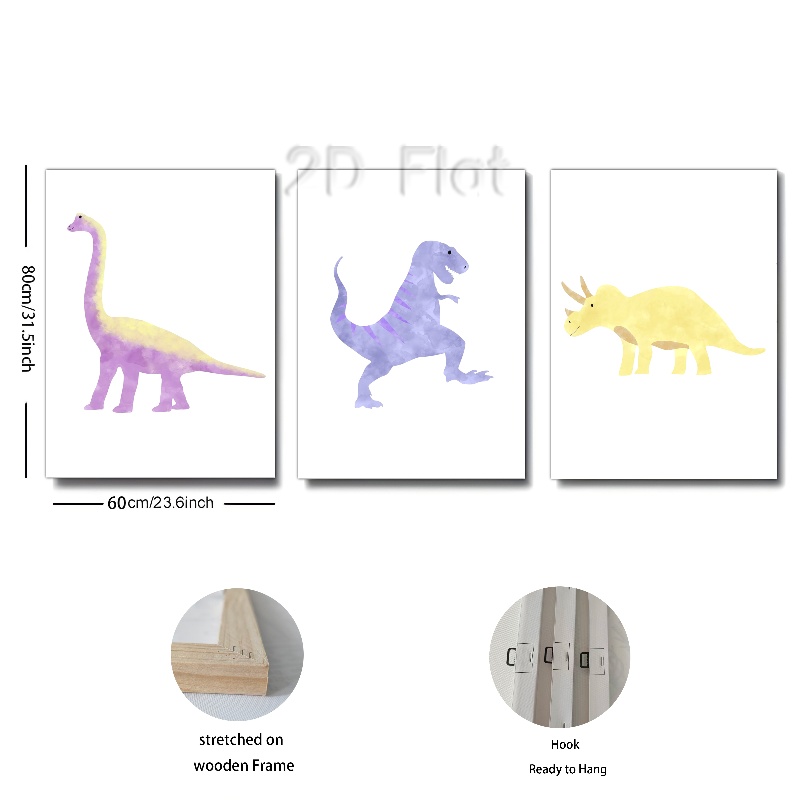 2D Flat
80cm/31.5inch
60cm/23.6inch
stretched on
wooden Frame
Hook
Ready to Hang